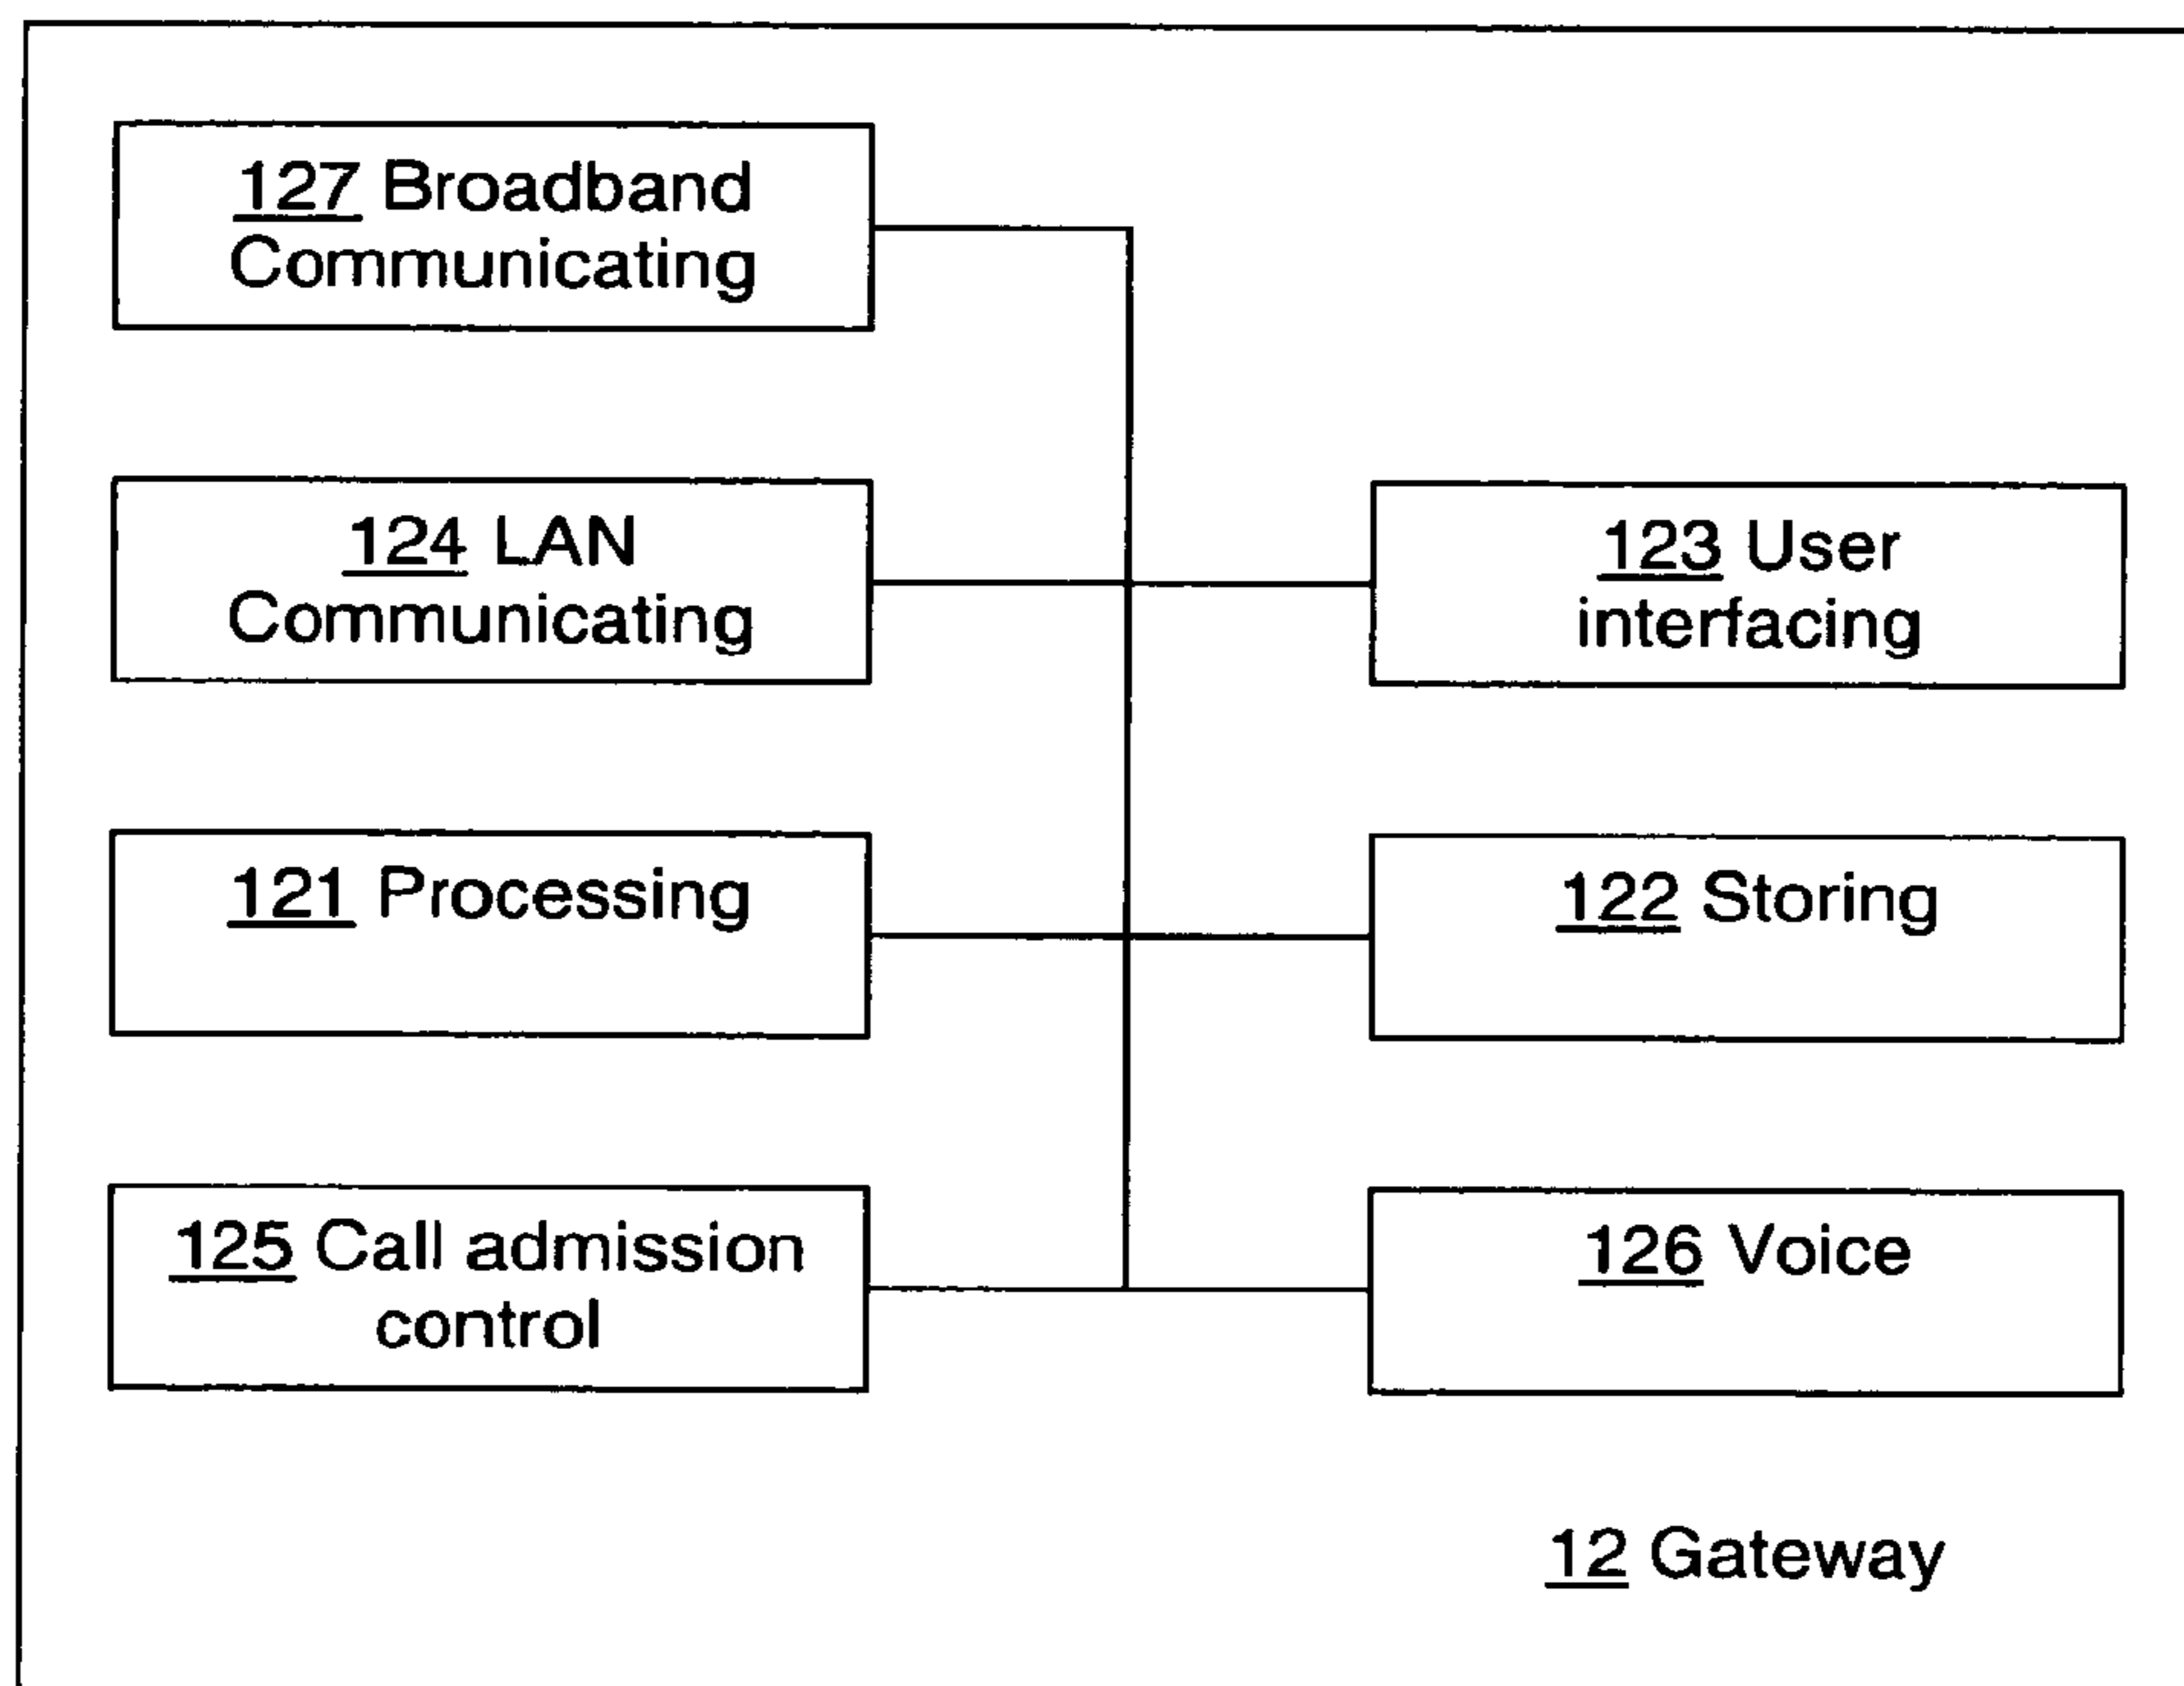 127 Broadband
Communicating
124 LAN
Communicating
123 User
interfacing
121 Processing
122 Storing
125 Call admission
control
126 Voice
12 Gateway